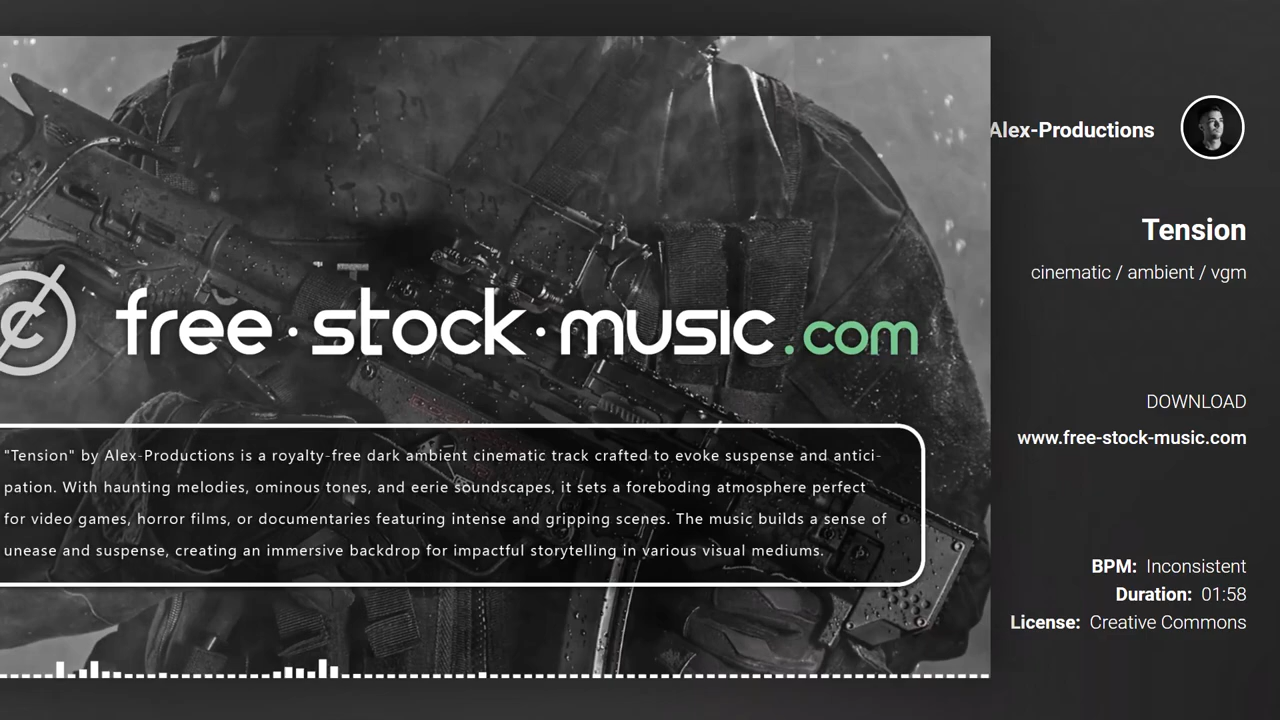 Alex-Productions
Tension
cinematic / ambient / vgm
free·stock·music.com
DOWNLOAD
www.free-stock-music.com
"Tension" by Alex-Productions is a royalty-free dark ambient cinematic track crafted to evoke suspense and antici-
pation. With haunting melodies, ominous tones, and eerie soundscapes, it sets a foreboding atmosphere perfect
for video games, horror films, or documentaries featuring intense and gripping scenes. The music builds a sense of
unease and suspense, creating an immersive backdrop for impactful storytelling in various visual mediums.
BPM: Inconsistent
Duration: 01:58
License: Creative Commons